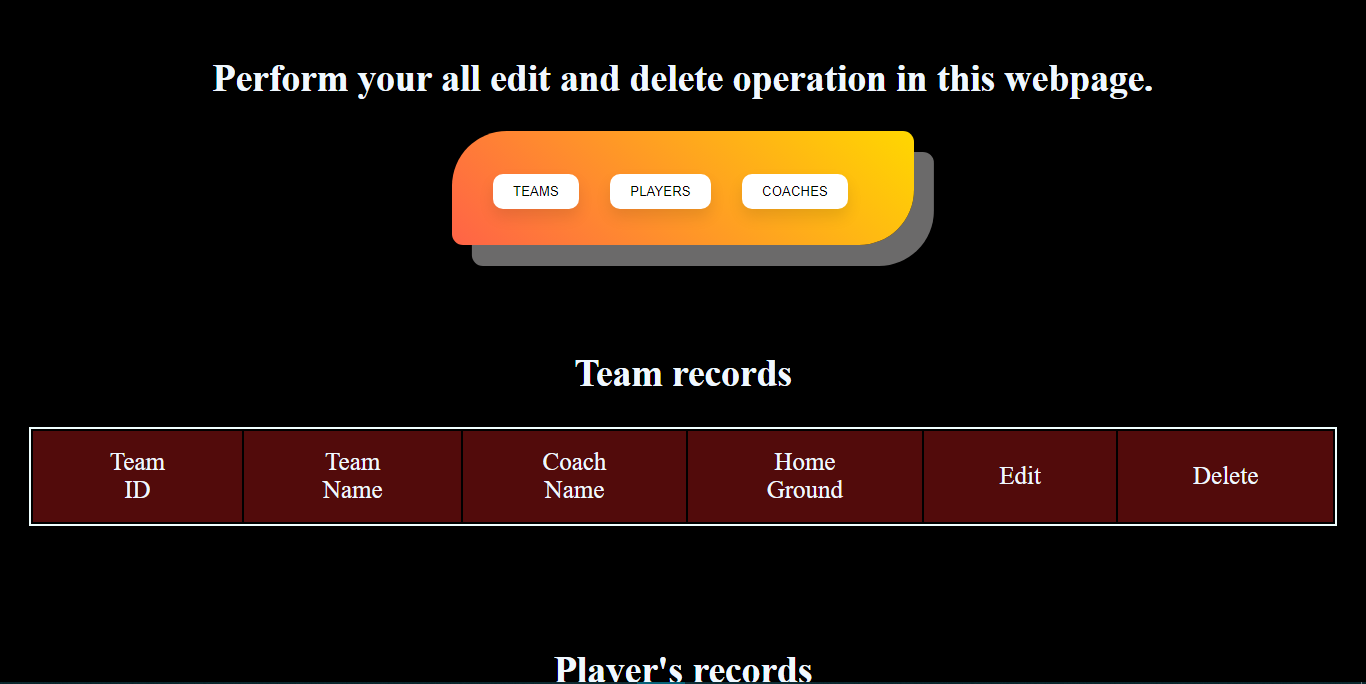 Perform your all edit and delete operation in this webpage.
TEAMS PLAYERS COACHES
Team records
Team ID
Team Name
Coach Name
Home Ground
Edit
Delete
Player's records